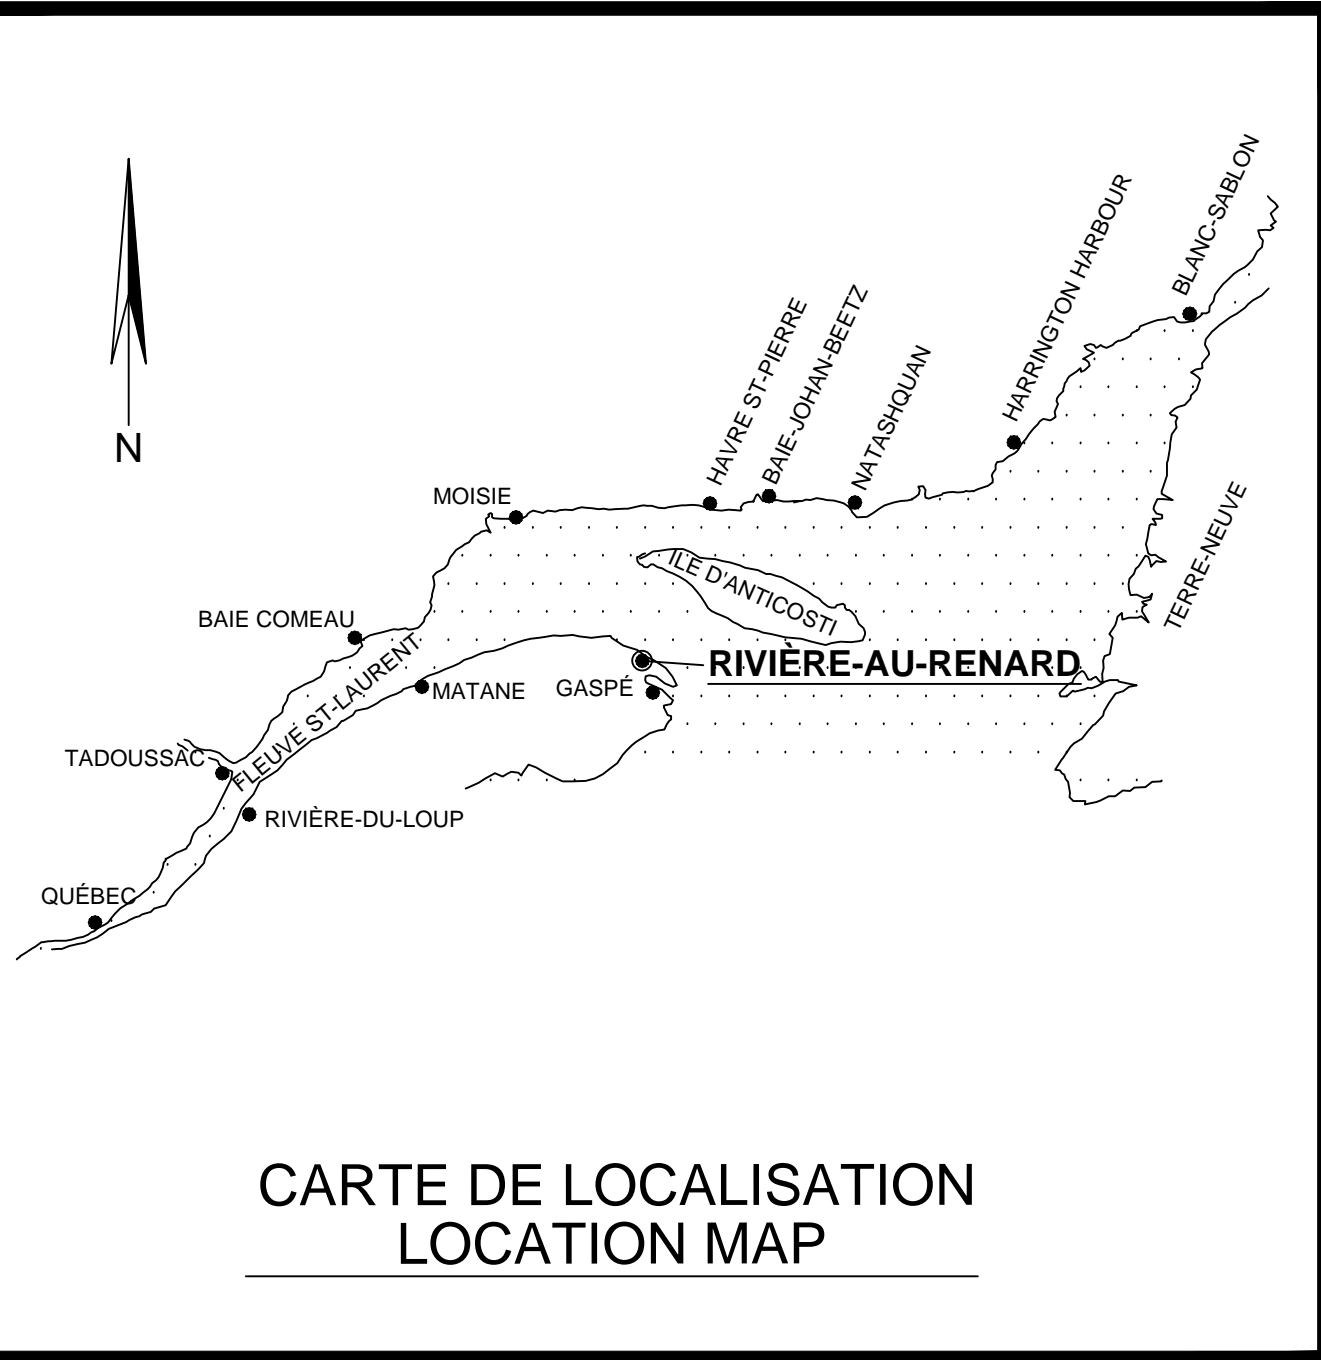 BLANC-SABLON
HARRINGTON HARBOUR
HAVRE ST-PIERRE
BAIE-JOHAN-BEETZ
NATASHQUAN
N
MOISIE
TERRE-NEUVE
ILE D'ANTICOSTI
BAIE COMEAU
FLEUVE ST-LAURENT
RIVIÈRE-AU-RENARD
MATANE
GASPÉ
TADOUSSAC
RIVIÈRE-DU-LOUP
QUÉBEC
CARTE DE LOCALISATION
LOCATION MAP